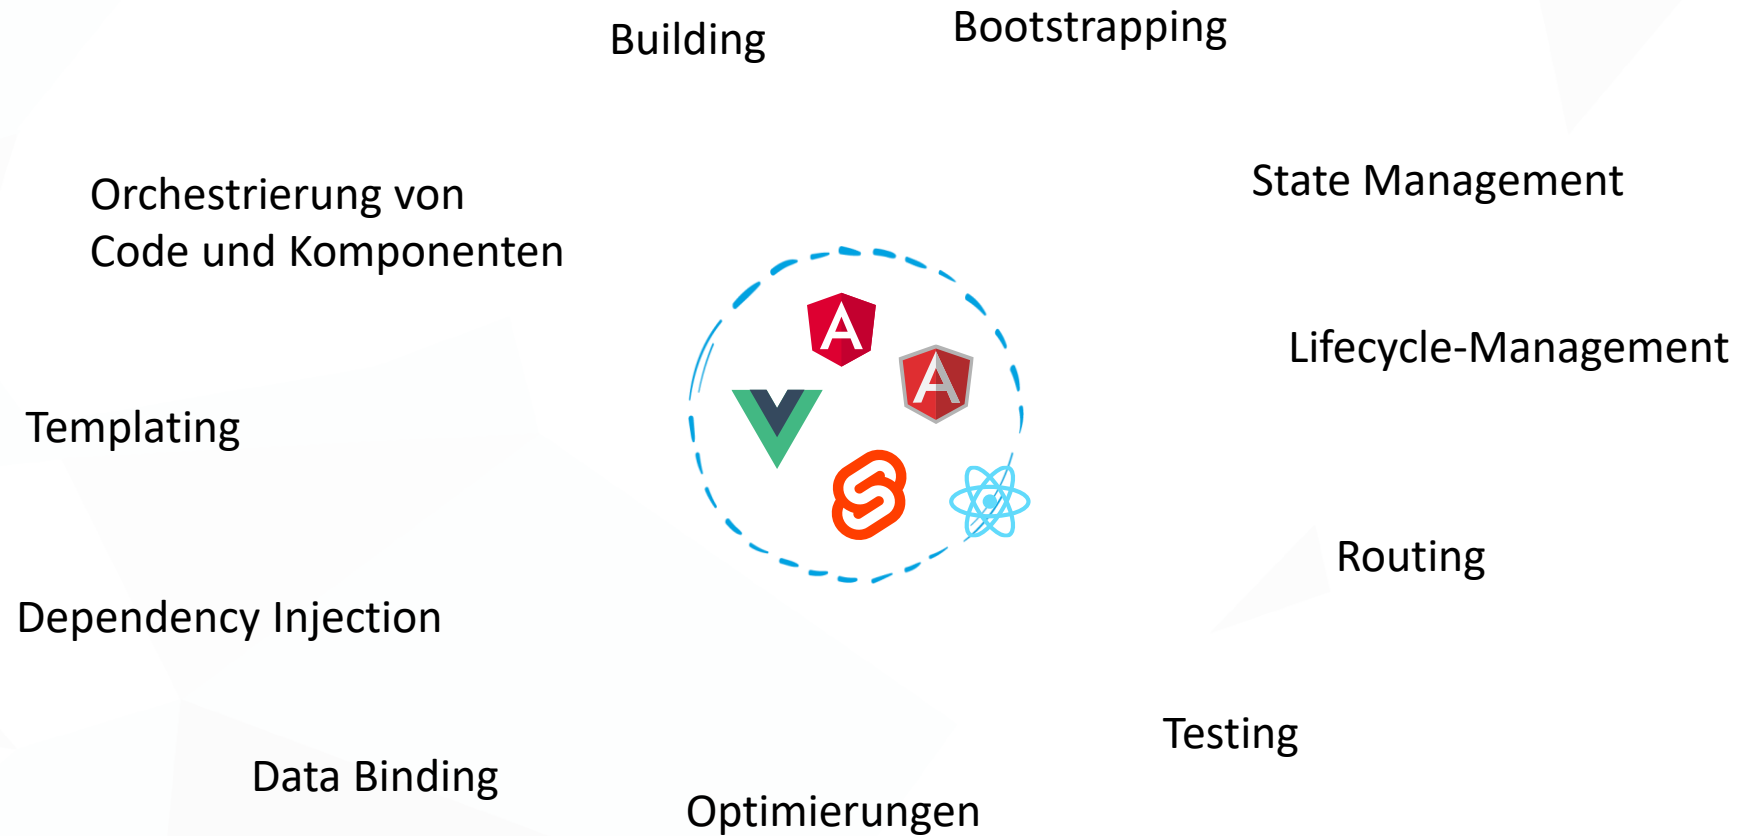 Building
Bootstrapping
Orchestrierung von
Code und Komponenten
State Management
Lifecycle-Management
Templating
Routing
Dependency Injection
Testing
Data Binding
Optimierungen